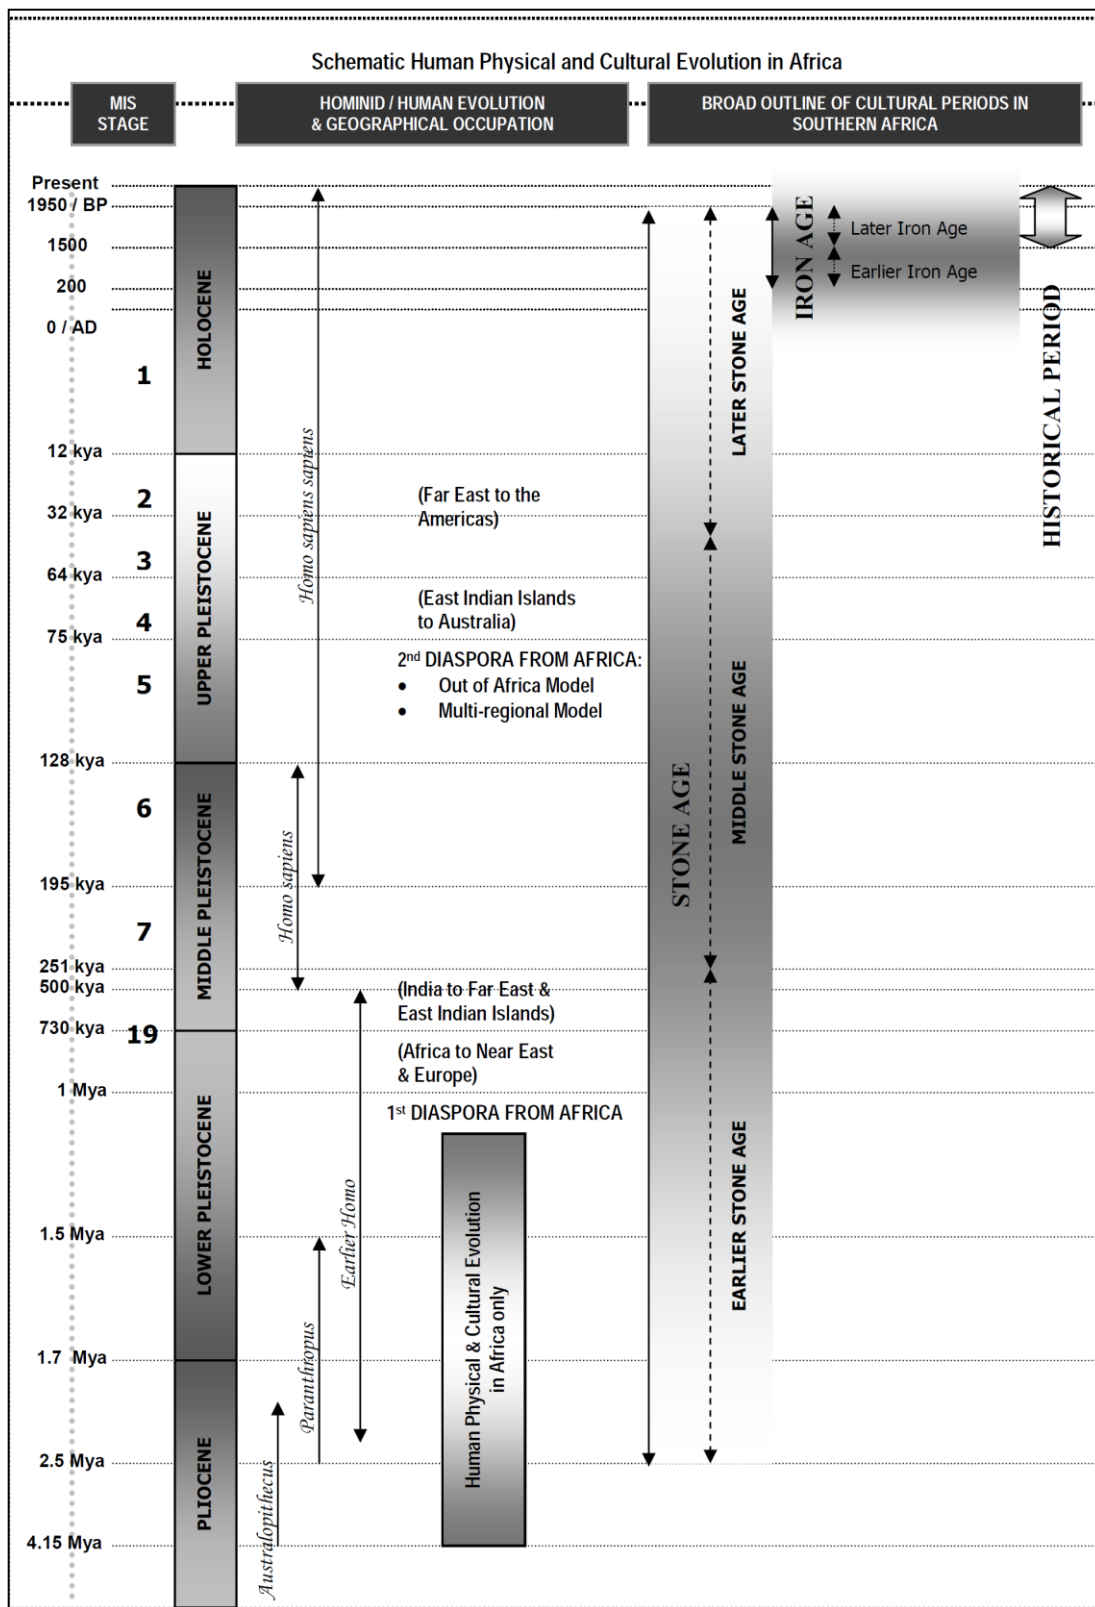 Schematic Human Physical and Cultural Evolution in Africa
MIS
STAGE
HOMINID / HUMAN EVOLUTION
& GEOGRAPHICAL OCCUPATION
BROAD OUTLINE OF CULTURAL PERIODS IN
SOUTHERN AFRICA
Present
1950 / BP
1500
200
0 / AD
12 kya
32 kya
64 kya
75 kya
128 kya
195 kya
251 kya
500 kya
730 kya
1 Mya
1.5 Mya
1.7 Mya
2.5 Mya
4.15 Mya
1
2
3
4
5
6
7
19
HOLOCENE
UPPER PLEISTOCENE
MIDDLE PLEISTOCENE
LOWER PLEISTOCENE
PLIOCENE
Homo sapiens sapiens
Homo sapiens
Earlier Homo
Paranthropus
Australopithecus
(Far East to the
Americas)
(East Indian Islands
to Australia)
2nd DIASPORA FROM AFRICA:
• Out of Africa Model
• Multi-regional Model
(India to Far East &
East Indian Islands)
(Africa to Near East
& Europe)
1st DIASPORA FROM AFRICA
Human Physical & Cultural Evolution
in Africa only
STONE AGE
LATER STONE AGE
MIDDLE STONE AGE
EARLIER STONE AGE
IRON AGE
Later Iron Age
Earlier Iron Age
HISTORICAL PERIOD